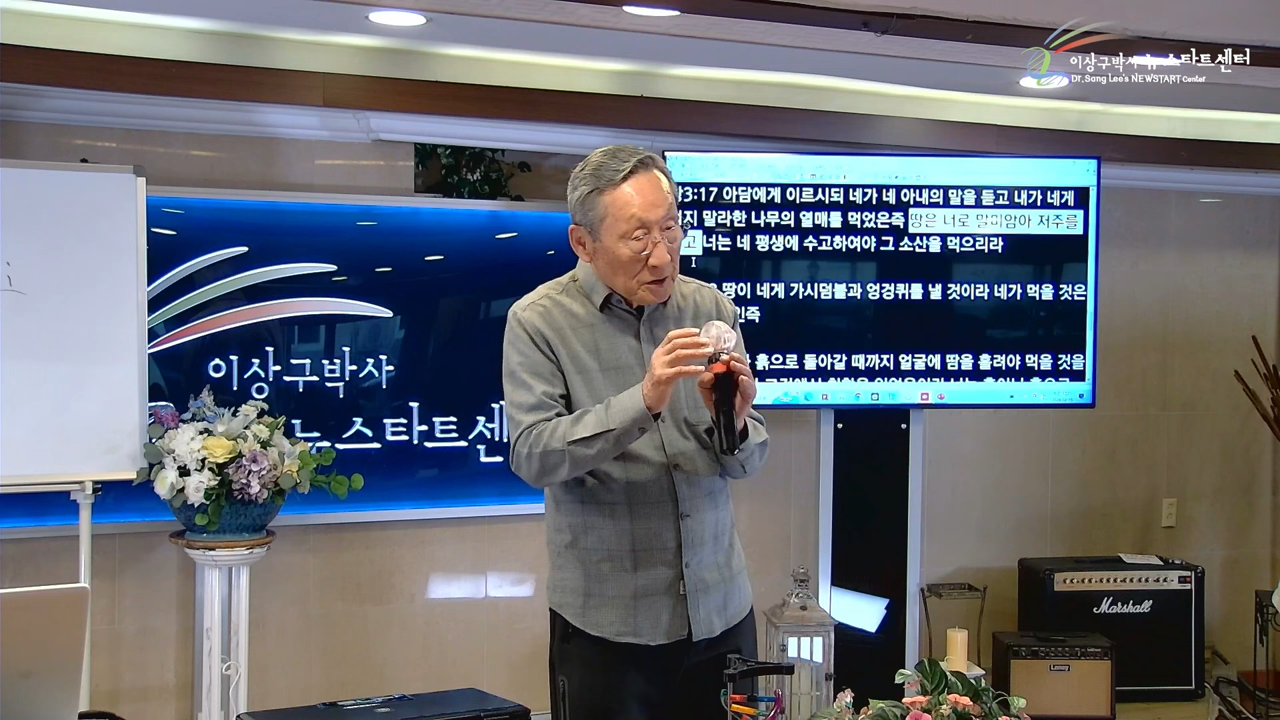 이상구박사 뉴스타트센터
Dr. Sang Lee's NEWSTART Center
3:17 아담에게 이르시되 네가 네 아내의 말을 듣고 내가 네게
말라한 나무의 열매를 먹었은즉 땅은 너로 말미암아 저주를
너는 네 평생에 수고하여야 그 소산을 먹으리라
땅이 네게 가시덤불과 엉겅퀴를 낼 것이라 네가 먹을 것은
흙으로 돌아갈 때까지 얼굴에 땀을 흘려야 먹을 것을
이상구박사
뉴스타트센
Marshall
Laney